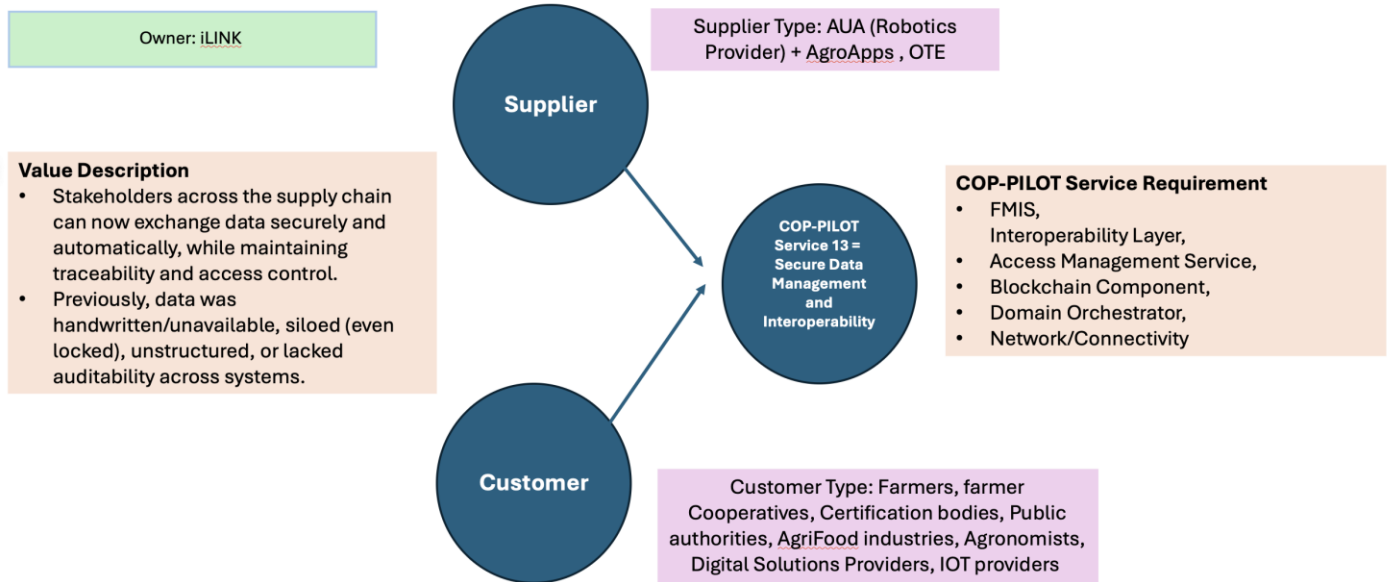 Owner: iLINK
Supplier Type: AUA (Robotics
Provider) + AgroApps , OTE
Supplier
Value Description
• Stakeholders across the supply chain
can now exchange data securely and
automatically, while maintaining
traceability and access control.
• Previously, data was
handwritten/unavailable, siloed (even
locked), unstructured, or lacked
auditability across systems.
COP-PILOT
Service 13 =
Secure Data
Management
and
Interoperability
COP-PILOT Service Requirement
• FMIS,
Interoperability Layer,
• Access Management Service,
• Blockchain Component,
• Domain Orchestrator,
• Network/Connectivity
Customer
Customer Type: Farmers, farmer
Cooperatives, Certification bodies, Public
authorities, AgriFood industries, Agronomists,
Digital Solutions Providers, IOT providers